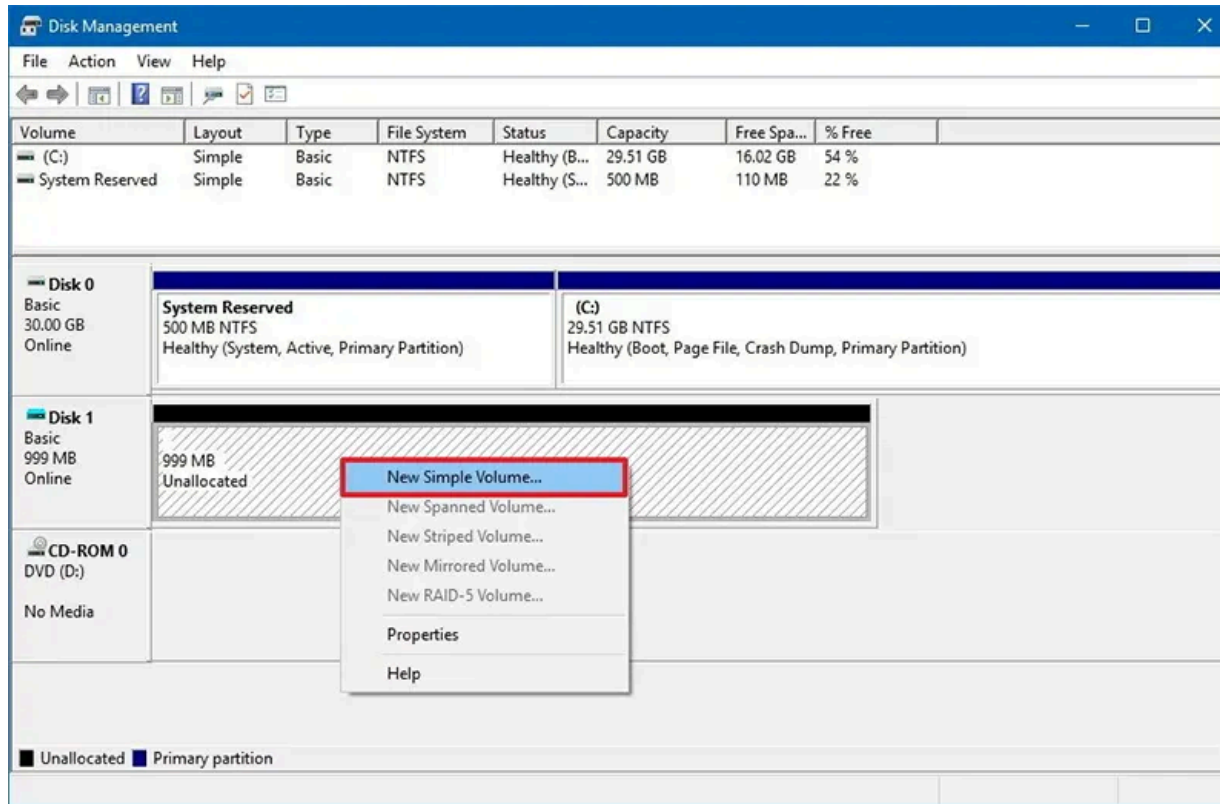 Disk Management
File Action View Help
Volume Layout Type File System Status Capacity Free Spa... % Free
(C:) Simple Basic NTFS Healthy (B... 29.51 GB 16.02 GB 54 %
System Reserved Simple Basic NTFS Healthy (S... 500 MB 110 MB 22 %
Disk 0
Basic
30.00 GB
Online
System Reserved
500 MB NTFS
Healthy (System, Active, Primary Partition)
(C:)
29.51 GB NTFS
Healthy (Boot, Page File, Crash Dump, Primary Partition)
Disk 1
Basic
999 MB
Online
999 MB
Unallocated
New Simple Volume...
New Spanned Volume...
New Striped Volume...
New Mirrored Volume...
New RAID-5 Volume...
Properties
Help
CD-ROM 0
DVD (D:)
No Media
Unallocated Primary partition